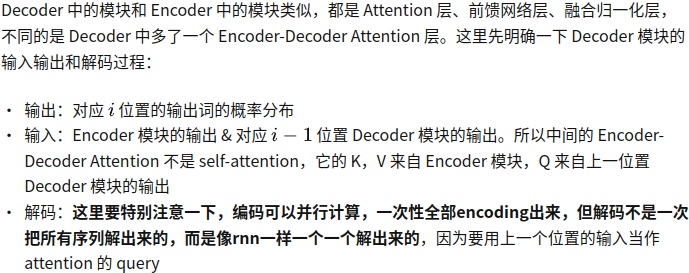 Decoder 中的模块和 Encoder 中的模块类似，都是 Attention 层、前馈网络层、融合归一化层，
不同的是 Decoder 中多了一个 Encoder-Decoder Attention 层。这里先明确一下 Decoder 模块的
输入输出和解码过程：
• 输出：对应 i 位置的输出词的概率分布
• 输入：Encoder 模块的输出 & 对应 i − 1 位置 Decoder 模块的输出。所以中间的 Encoder-
Decoder Attention 不是 self-attention，它的 K，V 来自 Encoder 模块，Q 来自上一位置
Decoder 模块的输出
• 解码：这里要特别注意一下，编码可以并行计算，一次性全部encoding出来，但解码不是一次
把所有序列解出来的，而是像rnn一样一个一个解出来的，因为要用上一个位置的输入当作
attention 的 query